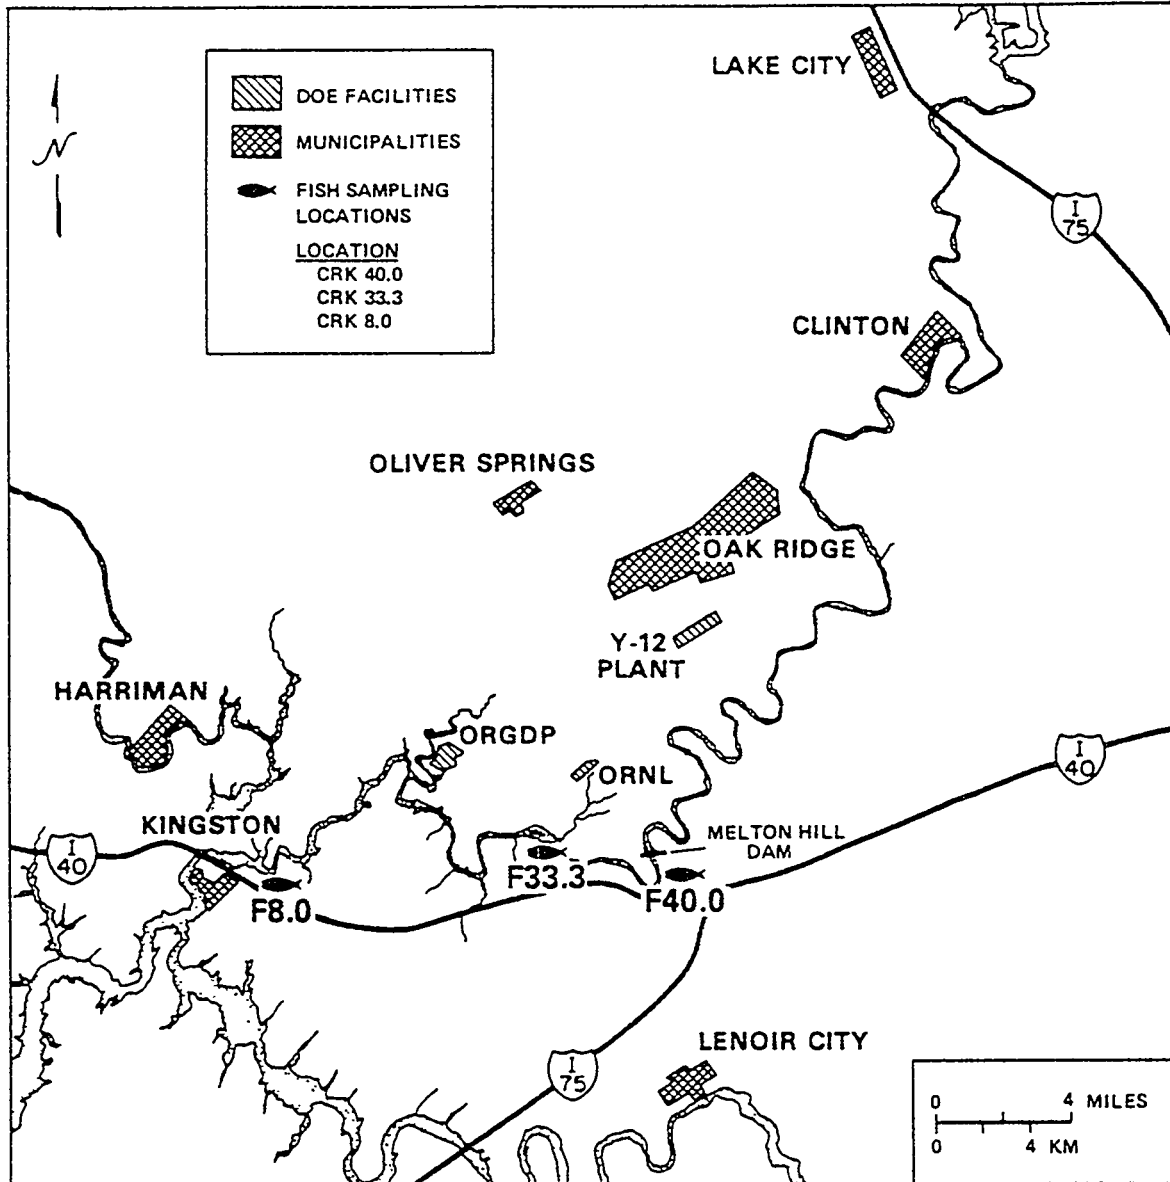 LAKE CITY
N
DOE FACILITIES
MUNICIPALITIES
FISH SAMPLING
LOCATIONS
LOCATION
CRK 40.0
CRK 33.3
CRK 8.0
I
75
CLINTON
OLIVER SPRINGS
OAK RIDGE
Y-12
PLANT
HARRIMAN
ORGDP
I
40
ORNL
KINGSTON
MELTON HILL
DAM
I
40
F33.3
F40.0
F8.0
LENOIR CITY
I
75
0 4 MILES
0 4 KM